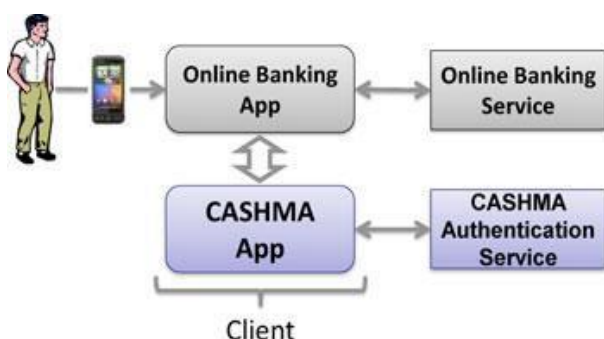 Online Banking
App
Online Banking
Service
CASHMA
App
CASHMA
Authentication
Service
Client